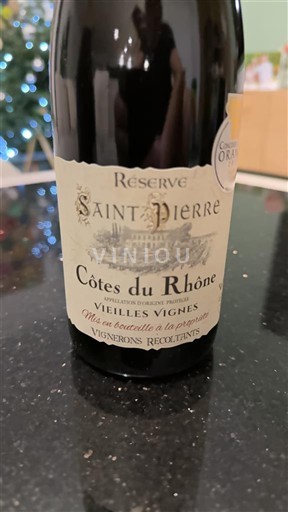 RÉSERVE
SAINT-PIERRE
VINIOU
Côtes du Rhône
APPELLATION D'ORIGINE PROTÉGÉE
VIEILLES VIGNES
Mis en bouteille à la propriété
VIGNERONS RÉCOLTANTS
ORA